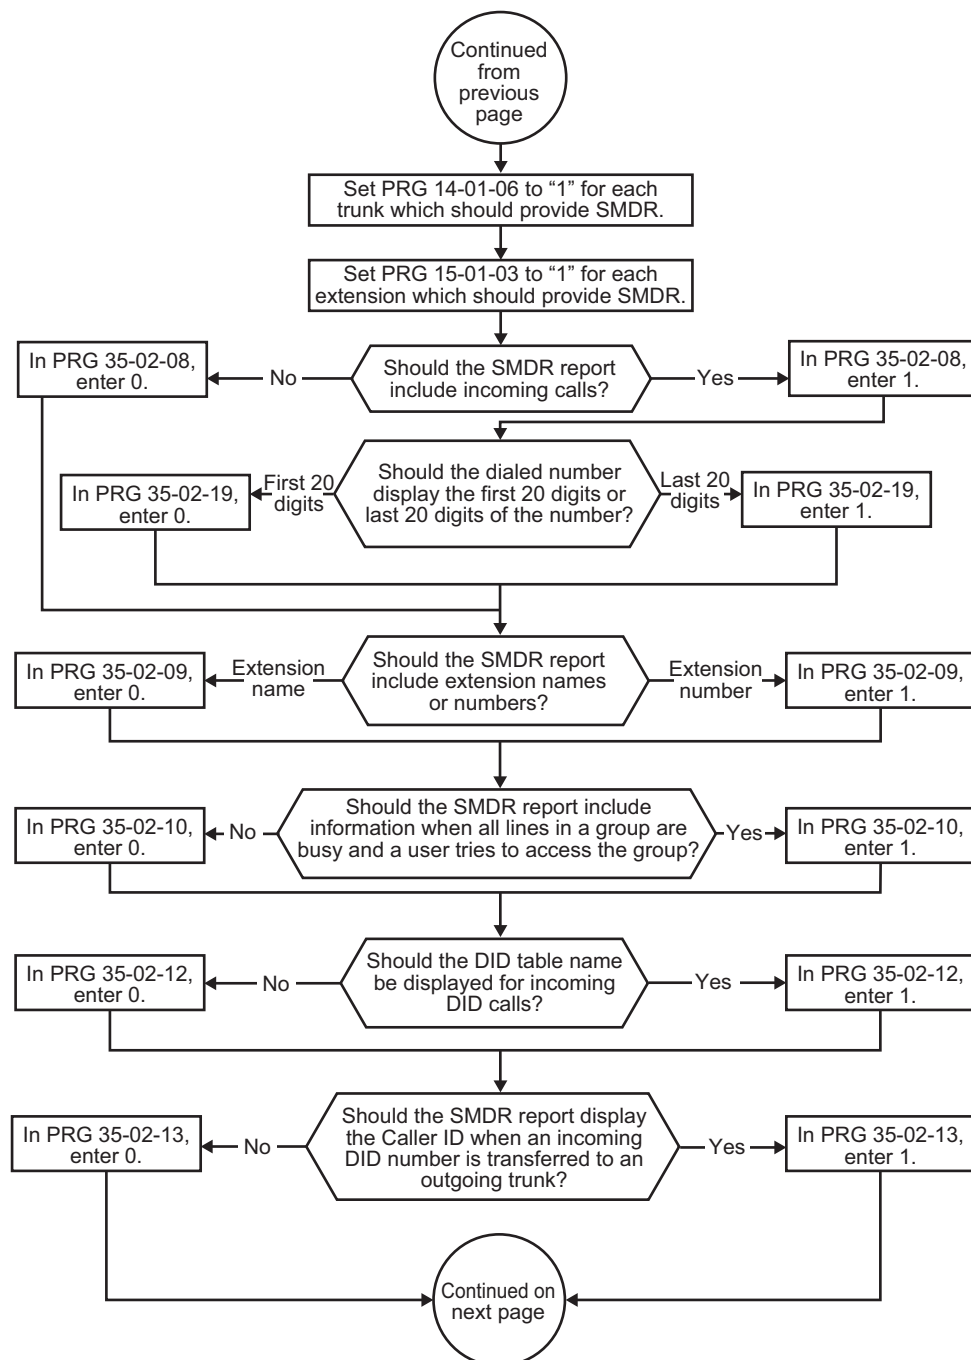 Continued
from
previous
page
Set PRG 14-01-06 to “1” for each
trunk which should provide SMDR.
Set PRG 15-01-03 to “1” for each
extension which should provide SMDR.
In PRG 35-02-08,
enter 0.
No
Should the SMDR report
include incoming calls?
Yes
In PRG 35-02-08,
enter 1.
In PRG 35-02-19,
enter 0.
First 20
digits
Should the dialed number
display the first 20 digits or
last 20 digits of the number?
Last 20
digits
In PRG 35-02-19,
enter 1.
In PRG 35-02-09,
enter 0.
Extension
name
Should the SMDR report
include extension names
or numbers?
Extension
number
In PRG 35-02-09,
enter 1.
In PRG 35-02-10,
enter 0.
No
Should the SMDR report include
information when all lines in a group are
busy and a user tries to access the group?
Yes
In PRG 35-02-10,
enter 1.
In PRG 35-02-12,
enter 0.
No
Should the DID table name
be displayed for incoming
DID calls?
Yes
In PRG 35-02-12,
enter 1.
In PRG 35-02-13,
enter 0.
No
Should the SMDR report display
the Caller ID when an incoming
DID number is transferred to an
outgoing trunk?
Yes
In PRG 35-02-13,
enter 1.
Continued on
next page